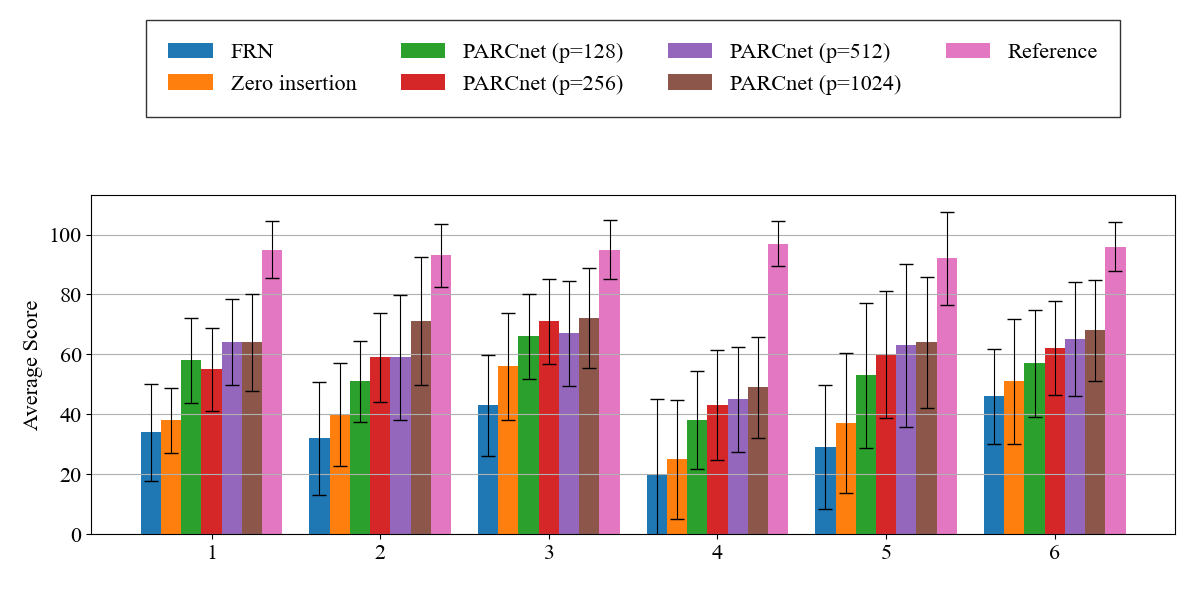 FRN PARCnet (p=128) PARCnet (p=512) Reference
Zero insertion PARCnet (p=256) PARCnet (p=1024)
Average Score
100
80
60
40
20
0
1 2 3 4 5 6